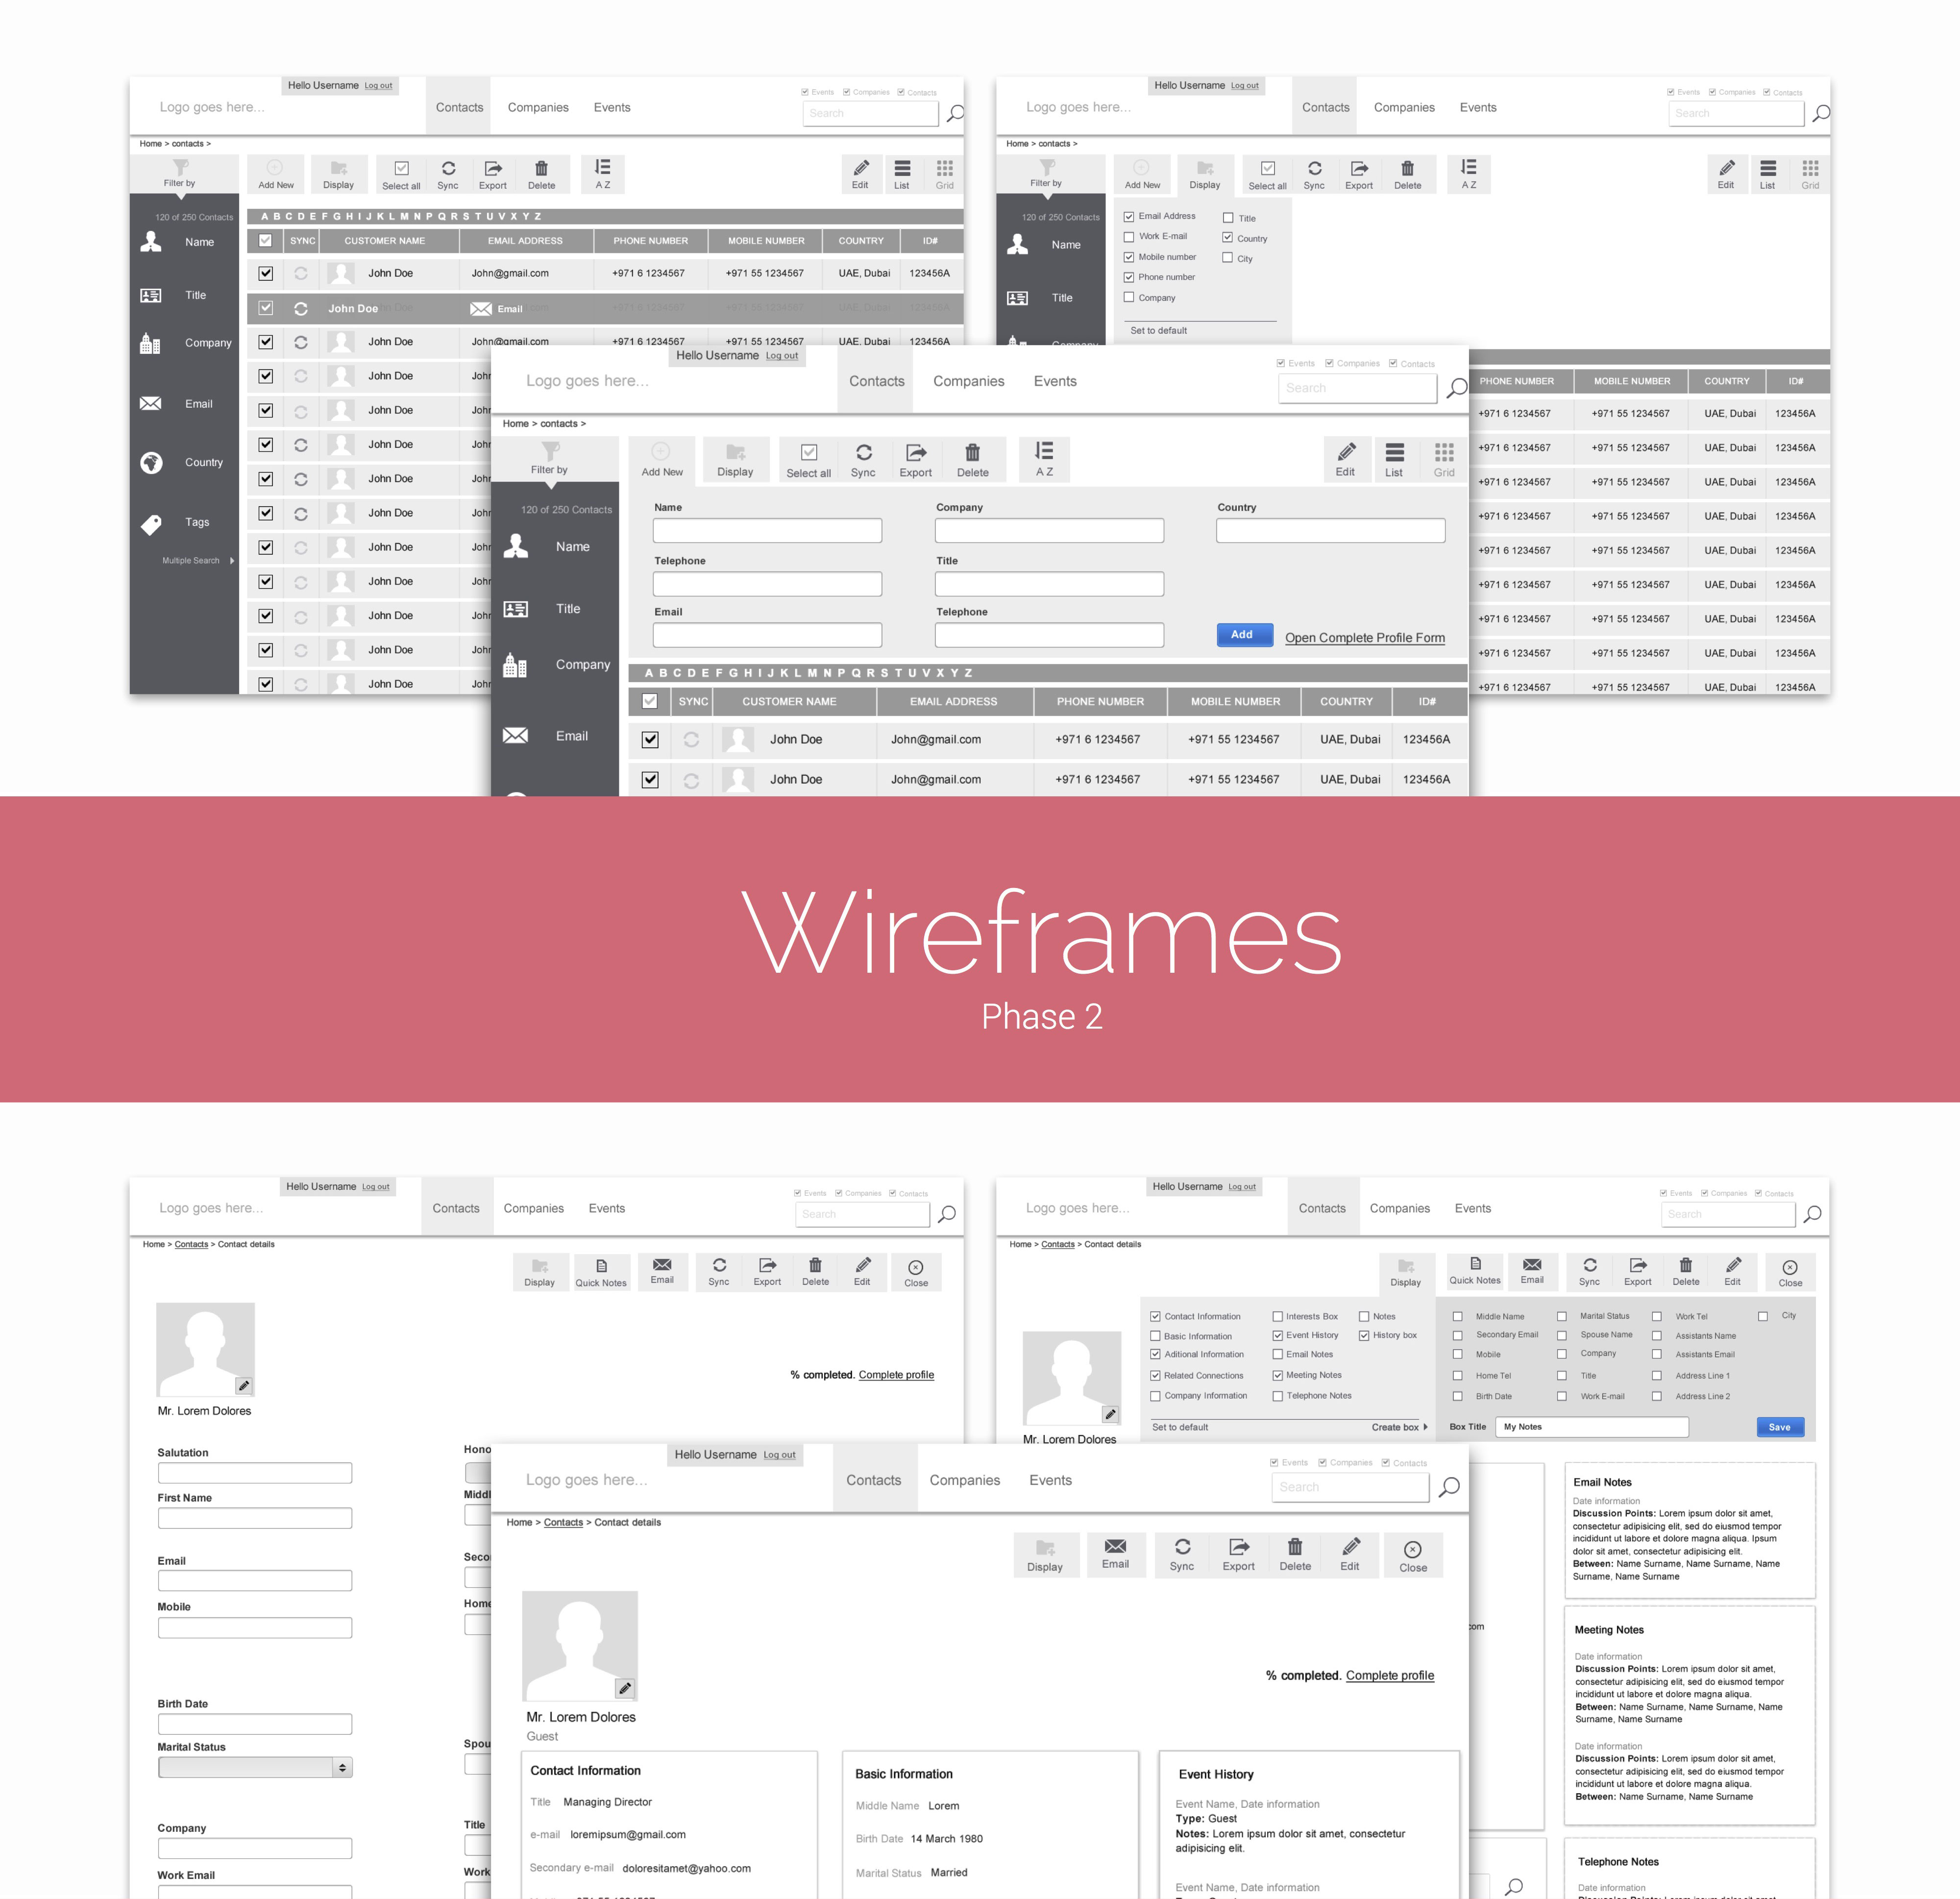 Hello Username Log out
Logo goes here...
Contacts Companies Events
Events Companies Contacts
Search
Home > contacts >
Filter by
Add New Display Select all Sync Export Delete A Z Edit List Grid
120 of 250 Contacts
Name
Title
Company
Email
Country
Tags
Multiple Search
A B C D E F G H I J K L M N P Q R S T U V X Y Z
SYNC CUSTOMER NAME EMAIL ADDRESS PHONE NUMBER MOBILE NUMBER COUNTRY ID#
John Doe John@gmail.com +971 6 1234567 +971 55 1234567 UAE, Dubai 123456A
John Doe Email +971 6 1234567 +971 55 1234567 UAE, Dubai 123456A
John Doe John@gmail.com +971 6 1234567 +971 55 1234567 UAE, Dubai 123456A
John Doe
John Doe
John Doe
John Doe
John Doe
John Doe
John Doe
John Doe
John Doe
John Doe
Hello Username Log out
Logo goes here...
Contacts Companies Events
Events Companies Contacts
Search
Home > contacts >
Filter by
Add New Display Select all Sync Export Delete A Z Edit List Grid
120 of 250 Contacts
Name
Title
Company
Email Address Title
Work E-mail Country
Mobile number City
Phone number
Company
Set to default
PHONE NUMBER MOBILE NUMBER COUNTRY ID#
+971 6 1234567 +971 55 1234567 UAE, Dubai 123456A
+971 6 1234567 +971 55 1234567 UAE, Dubai 123456A
+971 6 1234567 +971 55 1234567 UAE, Dubai 123456A
+971 6 1234567 +971 55 1234567 UAE, Dubai 123456A
+971 6 1234567 +971 55 1234567 UAE, Dubai 123456A
+971 6 1234567 +971 55 1234567 UAE, Dubai 123456A
+971 6 1234567 +971 55 1234567 UAE, Dubai 123456A
+971 6 1234567 +971 55 1234567 UAE, Dubai 123456A
+971 6 1234567 +971 55 1234567 UAE, Dubai 123456A
Hello Username Log out
Logo goes here...
Contacts Companies Events
Events Companies Contacts
Search
Home > contacts >
Filter by
Add New Display Select all Sync Export Delete A Z Edit List Grid
120 of 250 Contacts
Name
Title
Company
Email
Name Company Country
Telephone Title
Email Telephone
Add Open Complete Profile Form
A B C D E F G H I J K L M N P Q R S T U V X Y Z
SYNC CUSTOMER NAME EMAIL ADDRESS PHONE NUMBER MOBILE NUMBER COUNTRY ID#
John Doe John@gmail.com +971 6 1234567 +971 55 1234567 UAE, Dubai 123456A
John Doe John@gmail.com +971 6 1234567 +971 55 1234567 UAE, Dubai 123456A
Wireframes
Phase 2
Hello Username Log out
Logo goes here...
Contacts Companies Events
Events Companies Contacts
Search
Home > Contacts > Contact details
Display Quick Notes Email Sync Export Delete Edit Close
% completed. Complete profile
Mr. Lorem Dolores
Salutation
First Name
Email
Mobile
Birth Date
Marital Status
Company
Title
Work Email
Work
Hello Username Log out
Logo goes here...
Contacts Companies Events
Events Companies Contacts
Search
Home > Contacts > Contact details
Display Quick Notes Email Sync Export Delete Edit Close
Mr. Lorem Dolores
Contact Information Interests Box Notes
Basic Information Event History History box
Aditional Information Email Notes
Related Connections Meeting Notes
Company Information Telephone Notes
Set to default Create box
Middle Name Marital Status Work Tel City
Secondary Email Spouse Name Assistants Name
Mobile Company Assistants Email
Home Tel Title Address Line 1
Birth Date Work E-mail Address Line 2
Box Title My Notes Save
Email Notes
Date information
Discussion Points: Lorem ipsum dolor sit amet,
consectetur adipisicing elit, sed do eiusmod tempor
incididunt ut labore et dolore magna aliqua. Ipsum
dolor sit amet, consectetur adipisicing elit.
Between: Name Surname, Name Surname, Name
Surname, Name Surname
Meeting Notes
Date information
Discussion Points: Lorem ipsum dolor sit amet,
consectetur adipisicing elit, sed do eiusmod tempor
incididunt ut labore et dolore magna aliqua.
Between: Name Surname, Name Surname, Name
Surname, Name Surname
Date information
Discussion Points: Lorem ipsum dolor sit amet,
consectetur adipisicing elit, sed do eiusmod tempor
incididunt ut labore et dolore magna aliqua.
Between: Name Surname, Name Surname
Telephone Notes
Date information
Hello Username Log out
Logo goes here...
Contacts Companies Events
Events Companies Contacts
Search
Home > Contacts > Contact details
Display Email Sync Export Delete Edit Close
% completed. Complete profile
Mr. Lorem Dolores
Guest
Contact Information
Title Managing Director
e-mail loremipsum@gmail.com
Secondary e-mail doloresitamet@yahoo.com
Basic Information
Middle Name Lorem
Birth Date 14 March 1980
Marital Status Married
Event History
Event Name, Date information
Type: Guest
Notes: Lorem ipsum dolor sit amet, consectetur
adipisicing elit.
Event Name, Date information